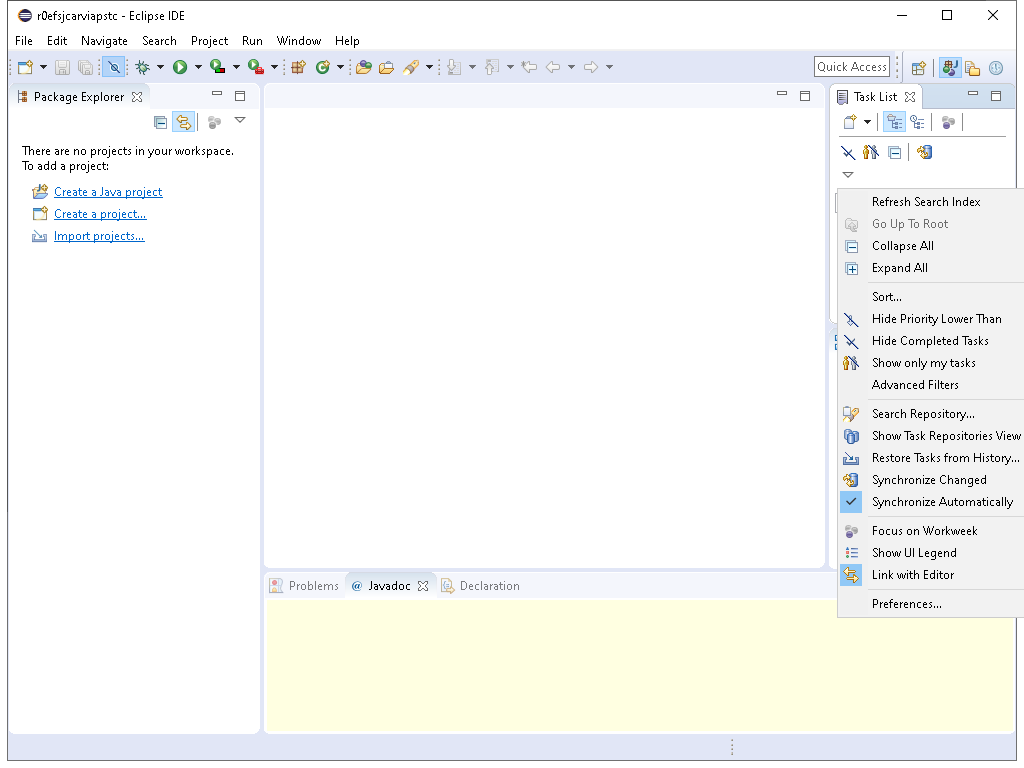 r0efsjcarviapstc - Eclipse IDE
File Edit Navigate Search Project Run Window Help
Quick Access
Package Explorer
There are no projects in your workspace.
To add a project:
Create a Java project
Create a project...
Import projects...
Task List
Refresh Search Index
Go Up To Root
Collapse All
Expand All
Sort...
Hide Priority Lower Than
Hide Completed Tasks
Show only my tasks
Advanced Filters
Search Repository...
Show Task Repositories View
Restore Tasks from History...
Synchronize Changed
Synchronize Automatically
Focus on Workweek
Show UI Legend
Link with Editor
Preferences...
Problems @ Javadoc Declaration